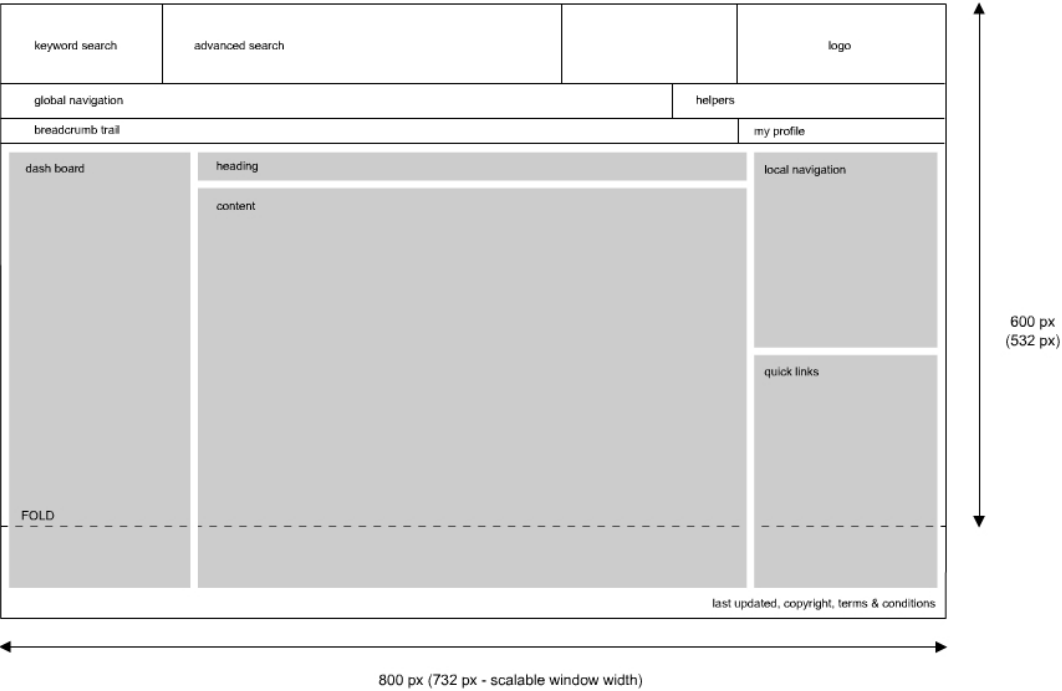 keyword search
advanced search
logo
global navigation
helpers
breadcrumb trail
my profile
dash board
heading
local navigation
content
600 px
(532 px)
quick links
FOLD
last updated, copyright, terms & conditions
800 px (732 px - scalable window width)